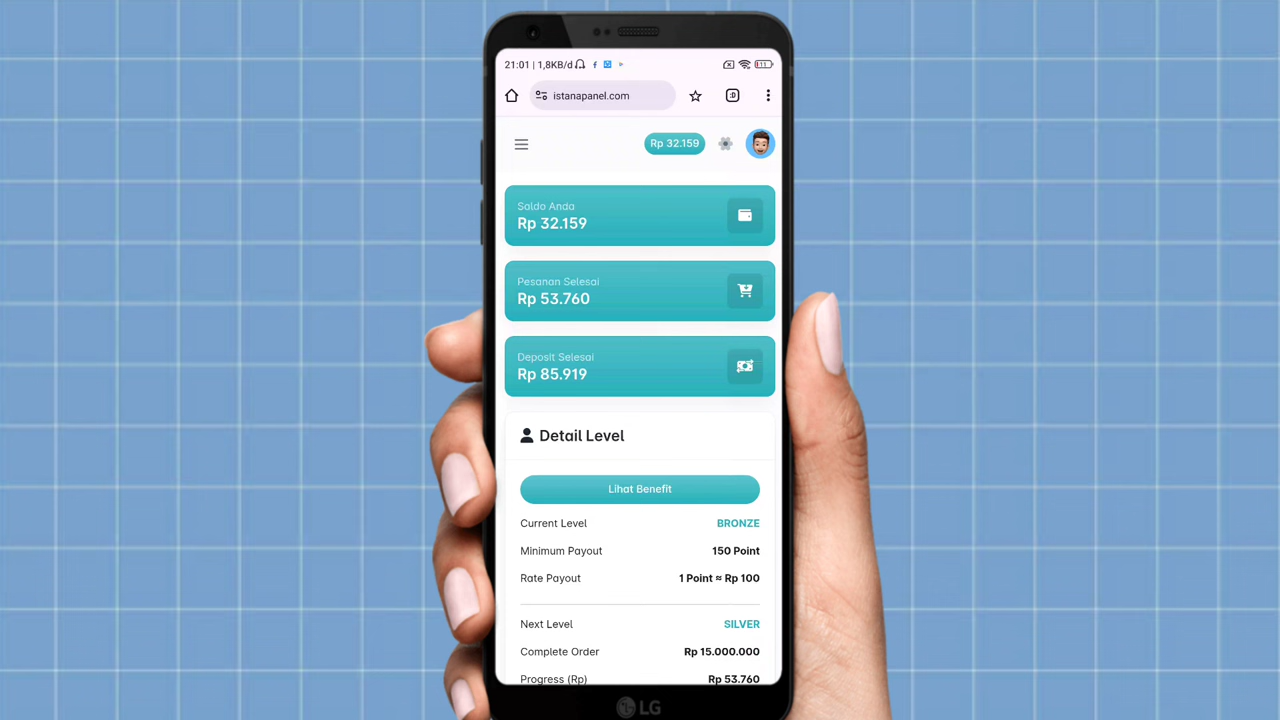 21:01 | 1,8KB/d
11
istanapanel.com
:D
Rp 32.159
Saldo Anda
Rp 32.159
Pesanan Selesai
Rp 53.760
Deposit Selesai
Rp 85.919
Detail Level
Lihat Benefit
Current Level BRONZE
Minimum Payout 150 Point
Rate Payout 1 Point ≈ Rp 100
Next Level SILVER
Complete Order Rp 15.000.000
Progress (Rp) Rp 53.760
LG